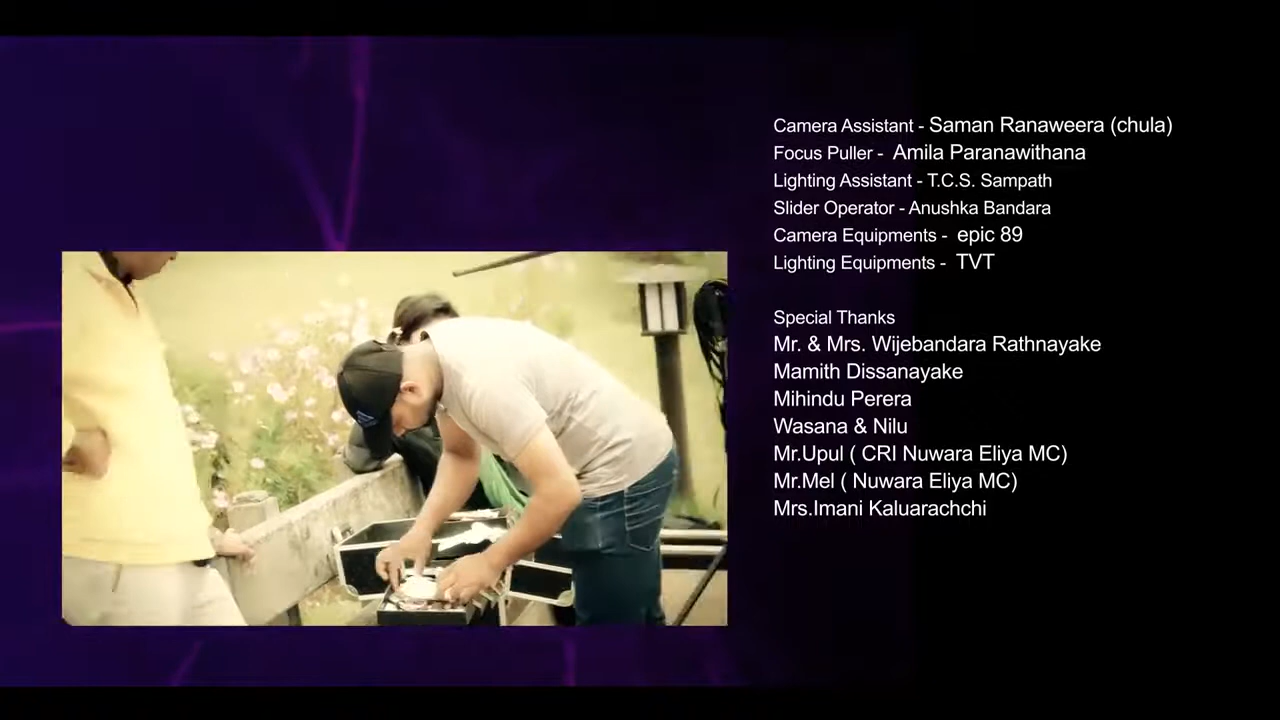 Camera Assistant - Saman Ranaweera (chula)
Focus Puller - Amila Paranawithana
Lighting Assistant - T.C.S. Sampath
Slider Operator - Anushka Bandara
Camera Equipments - epic 89
Lighting Equipments - TVT
Special Thanks
Mr. & Mrs. Wijebandara Rathnayake
Mamith Dissanayake
Mihindu Perera
Wasana & Nilu
Mr.Upul ( CRI Nuwara Eliya MC)
Mr.Mel ( Nuwara Eliya MC)
Mrs.Imani Kaluarachchi